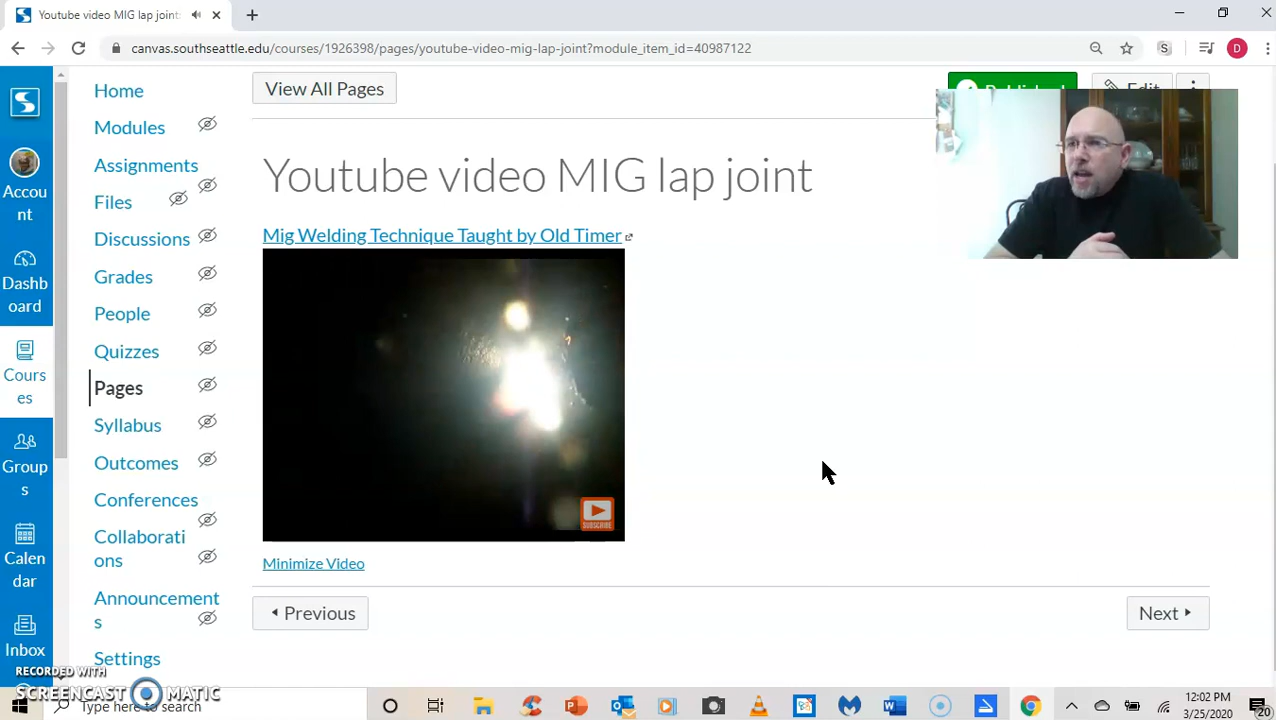 Youtube video MIG lap joint
canvas.southseattle.edu/courses/1926398/pages/youtube-video-mig-lap-joint?module_item_id=40987122
D
Home
View All Pages
Published
Edit
Modules
Assignments
Accou
nt
Files
Discussions
Grades
Dashb
oard
People
Quizzes
Cours
es
Pages
Syllabus
Group
s
Outcomes
Conferences
Collaborati
ons
Calen
dar
Announcement
s
Inbox
Settings
Youtube video MIG lap joint
Mig Welding Technique Taught by Old Timer
SUBSCRIBE
Minimize Video
Previous
Next
RECORDED WITH
SCREENCAST MATIC
Type here to search
12:02 PM
3/25/2020
20